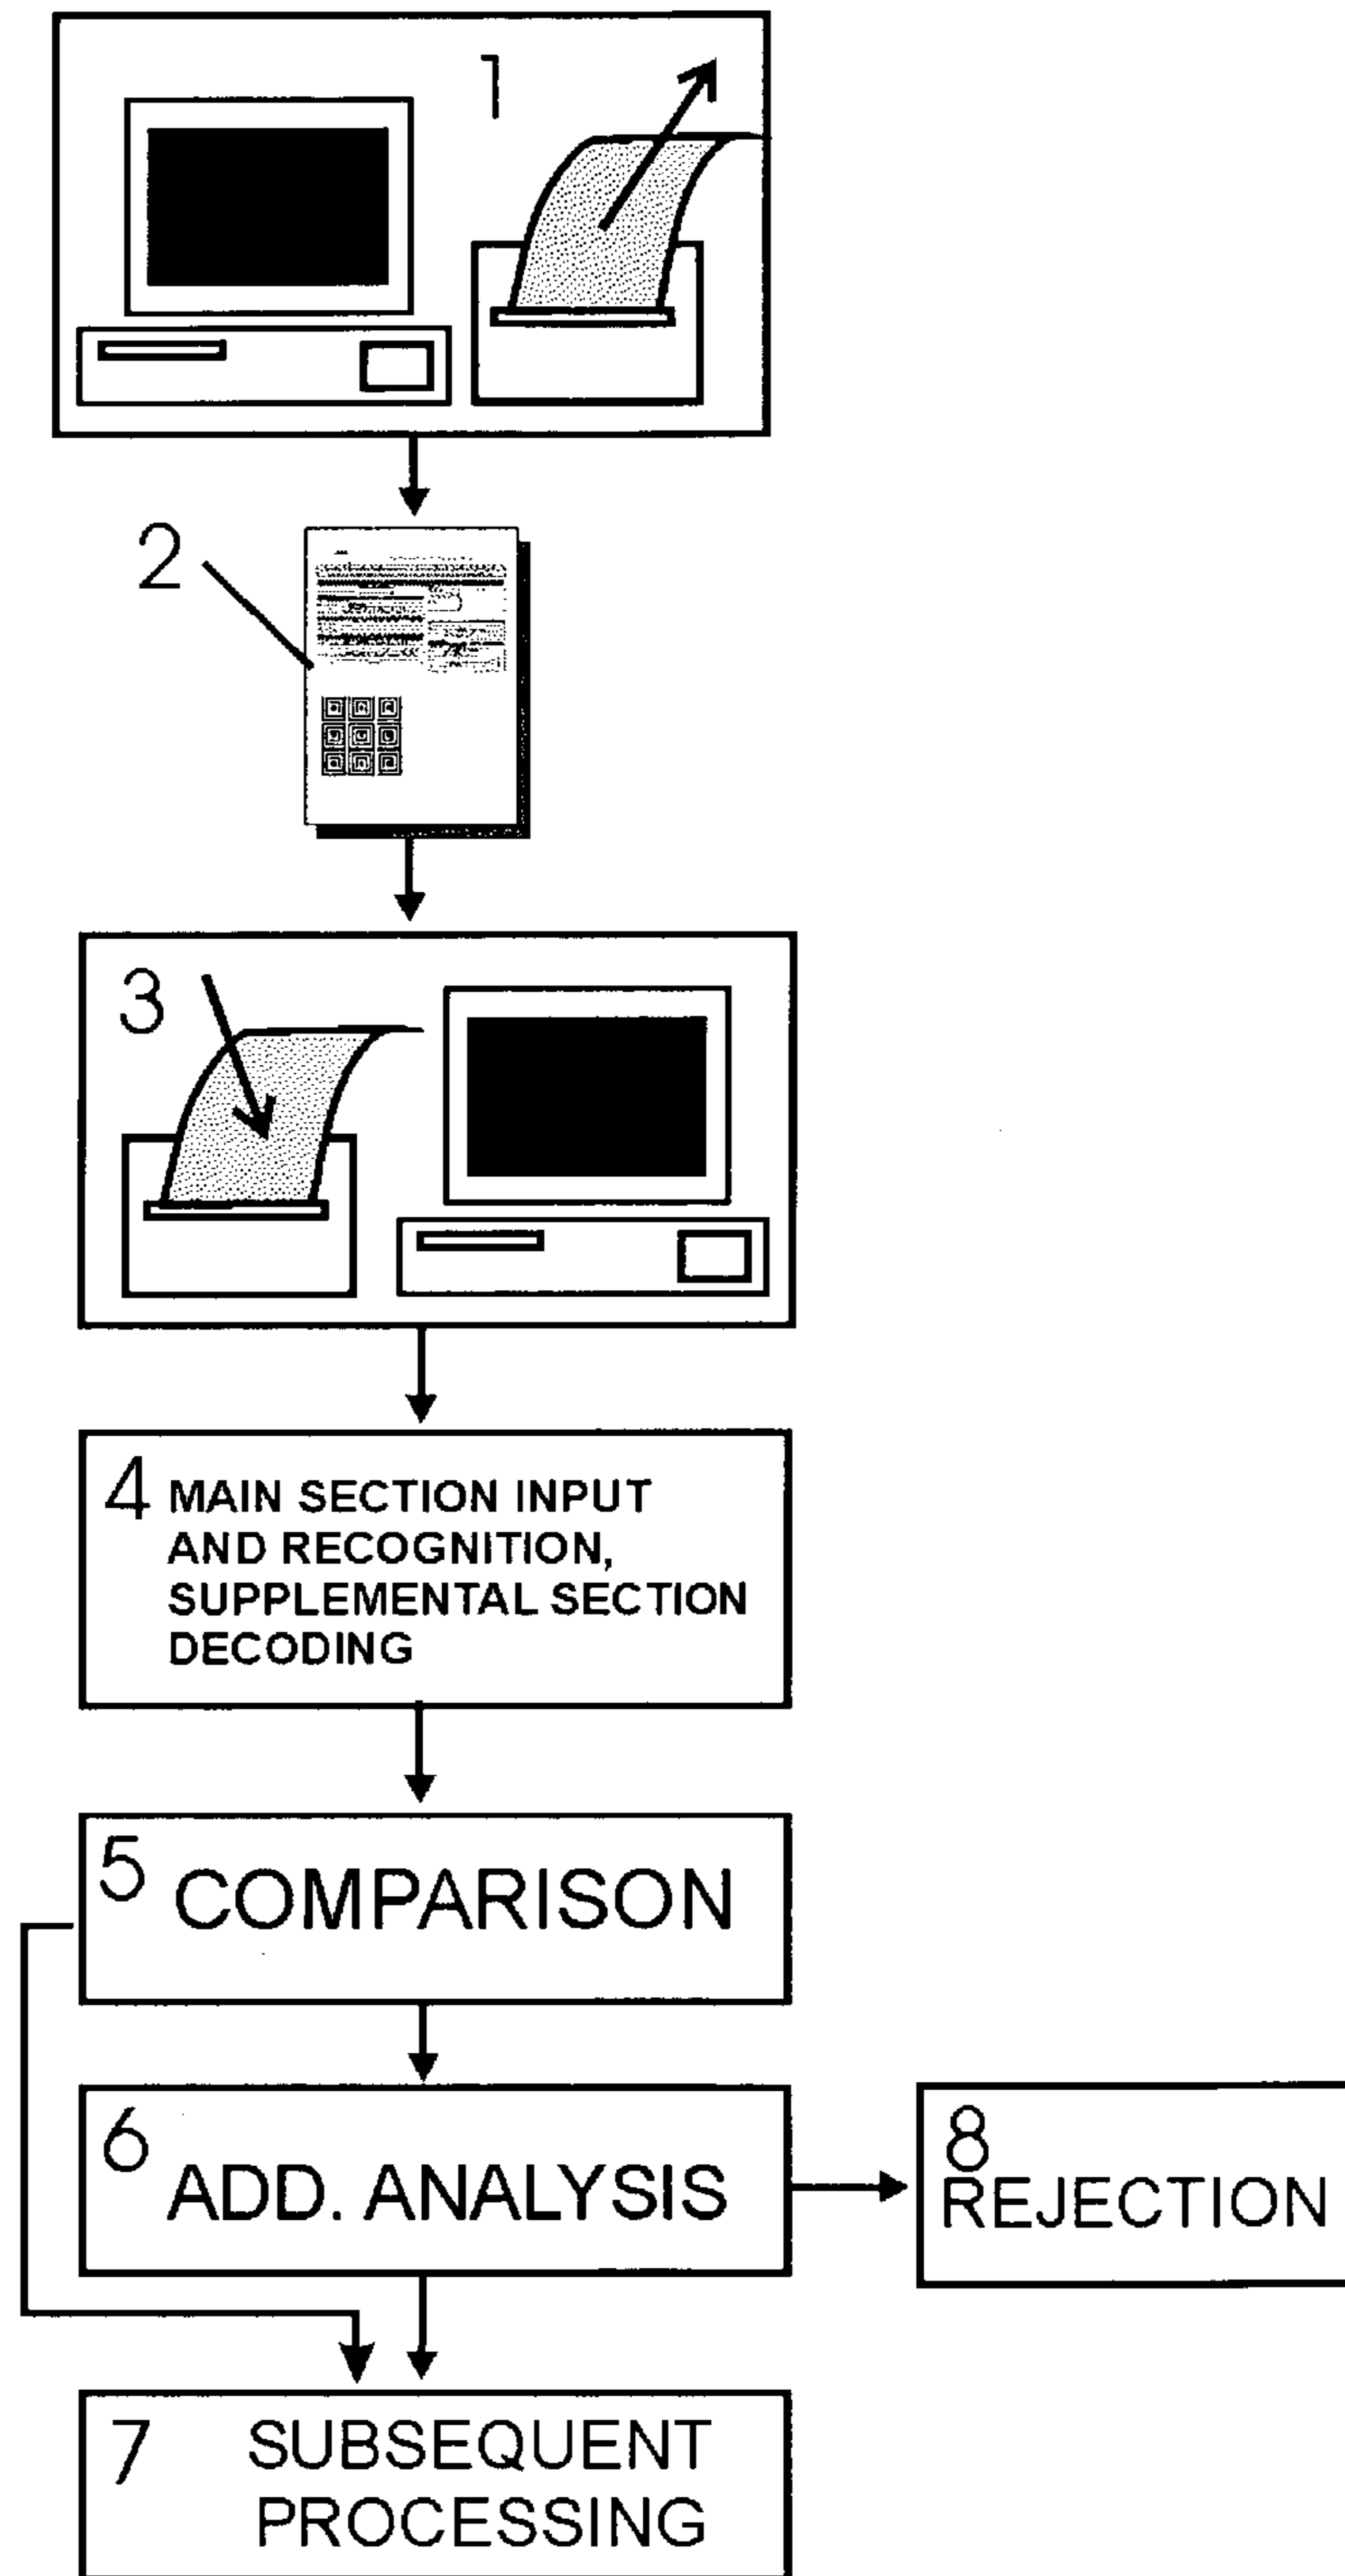 1
2
3
4 MAIN SECTION INPUT
AND RECOGNITION,
SUPPLEMENTAL SECTION
DECODING
5 COMPARISON
6 ADD. ANALYSIS
8
REJECTION
7 SUBSEQUENT
PROCESSING